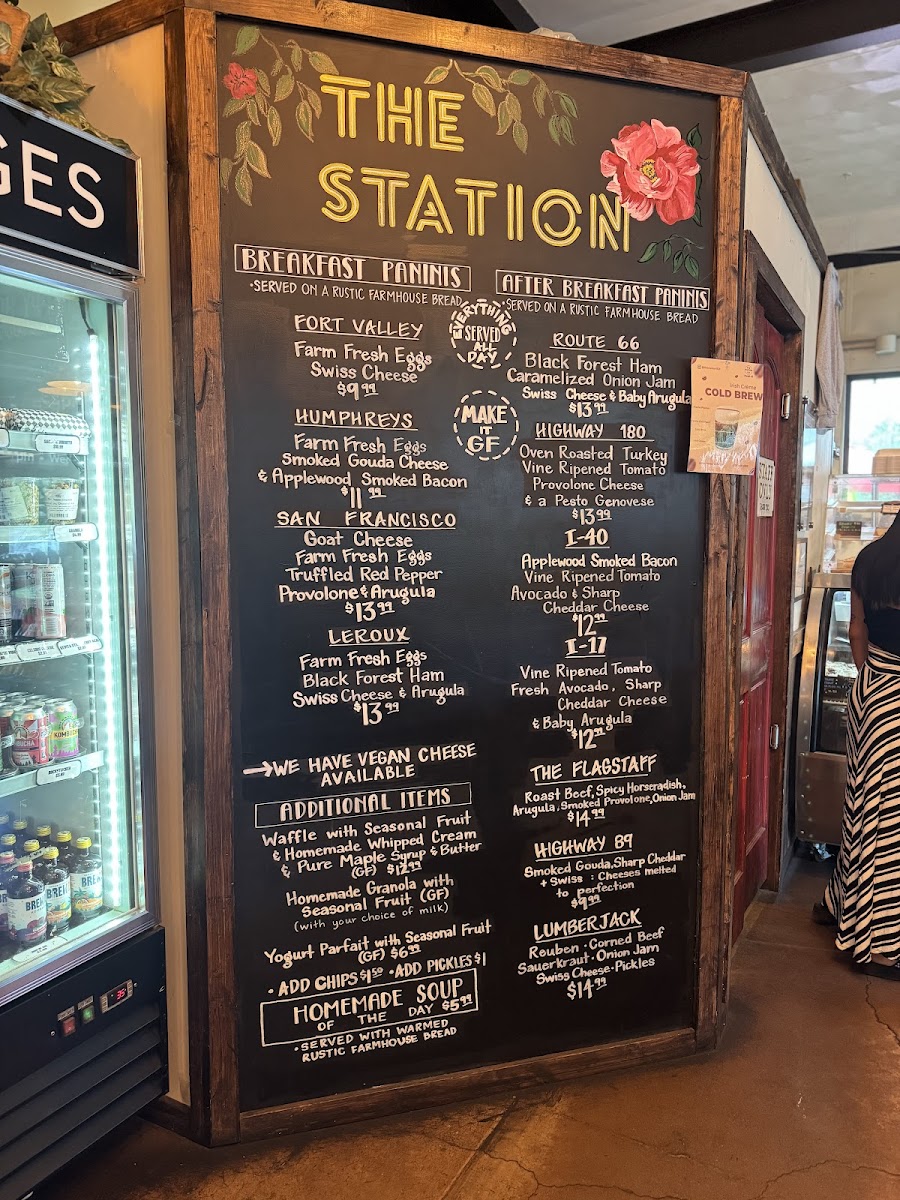 GES
THE
STATION
BREAKFAST PANINIS
•SERVED ON A RUSTIC FARMHOUSE BREAD
FORT VALLEY
Farm Fresh Eggs
Swiss Cheese
$9.99
HUMPHREYS
Farm Fresh Eggs
Smoked Gouda Cheese
& Applewood Smoked Bacon
$11.99
SAN FRANCISCO
Goat Cheese
Farm Fresh Eggs
Truffled Red Pepper
Provolone & Arugula
$13.99
LEROUX
Farm Fresh Eggs
Black Forest Ham
Swiss Cheese & Arugula
$13.99
→WE HAVE VEGAN CHEESE
AVAILABLE
ADDITIONAL ITEMS
Waffle with Seasonal Fruit
& Homemade Whipped Cream
& Pure Maple Syrup & Butter
(GF) $12.99
Homemade Granola with
Seasonal Fruit (GF)
(with your choice of milk)
Yogurt Parfait with Seasonal Fruit
(GF) $6.99
•ADD CHIPS $1.50 •ADD PICKLES $1
HOMEMADE SOUP
OF THE DAY $5.99
•SERVED WITH WARMED
RUSTIC FARMHOUSE BREAD
EVERYTHING
SERVED
ALL
DAY
MAKE
IT
GF
AFTER BREAKFAST PANINIS
•SERVED ON A RUSTIC FARMHOUSE BREAD
ROUTE 66
Black Forest Ham
Caramelized Onion Jam
Swiss Cheese & Baby Arugula
$13.99
HIGHWAY 180
Oven Roasted Turkey
Vine Ripened Tomato
Provolone Cheese
& a Pesto Genovese
$13.99
I-40
Applewood Smoked Bacon
Vine Ripened Tomato
Avocado & Sharp
Cheddar Cheese
$12.99
I-17
Vine Ripened Tomato
Fresh Avocado, Sharp
Cheddar Cheese
& Baby Arugula
$12.99
THE FLAGSTAFF
Roast Beef, Spicy Horseradish,
Arugula, Smoked Provolone, Onion Jam
$14.99
HIGHWAY 89
Smoked Gouda, Sharp Cheddar
+ Swiss : Cheeses melted
to perfection
$9.99
LUMBERJACK
Reuben : Corned Beef
Sauerkraut • Onion Jam
Swiss Cheese • Pickles
$14.99
Irish Crème
COLD BREW
STAFF
ONLY